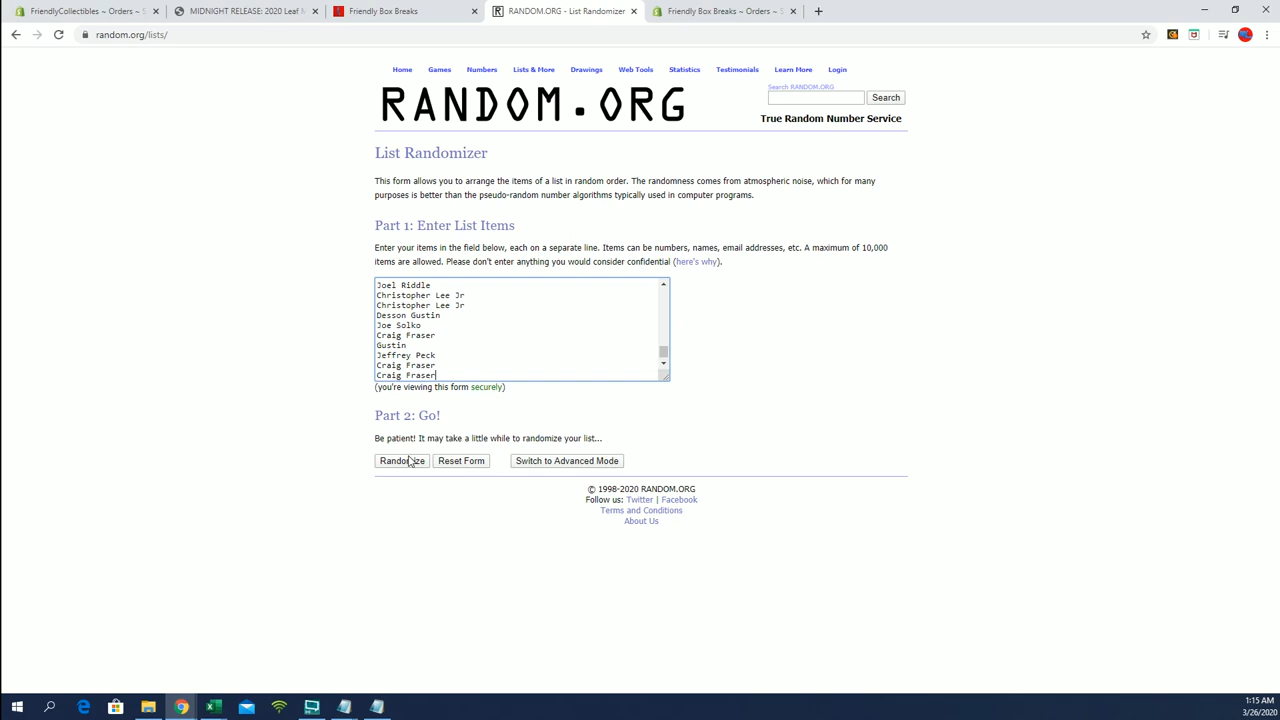 FriendlyCollectibles ~ Orders ~ S
MIDNIGHT RELEASE: 2020 Leaf M
Friendly Box Breaks
RANDOM.ORG - List Randomizer
Friendly Box Breaks ~ Orders ~ S
random.org/lists/
Home Games Numbers Lists & More Drawings Web Tools Statistics Testimonials Learn More Login
RANDOM.ORG
Search RANDOM.ORG
Search
True Random Number Service
List Randomizer
This form allows you to arrange the items of a list in random order. The randomness comes from atmospheric noise, which for many
purposes is better than the pseudo-random number algorithms typically used in computer programs.
Part 1: Enter List Items
Enter your items in the field below, each on a separate line. Items can be numbers, names, email addresses, etc. A maximum of 10,000
items are allowed. Please don't enter anything you would consider confidential (here's why).
Joel Riddle
Christopher Lee Jr
Christopher Lee Jr
Desson Gustin
Joe Solko
Craig Fraser
Gustin
Jeffrey Peck
Craig Fraser
Craig Fraser
(you're viewing this form securely)
Part 2: Go!
Be patient! It may take a little while to randomize your list...
Randomize Reset Form Switch to Advanced Mode
© 1998-2020 RANDOM.ORG
Follow us: Twitter | Facebook
Terms and Conditions
About Us
1:15 AM
3/26/2020